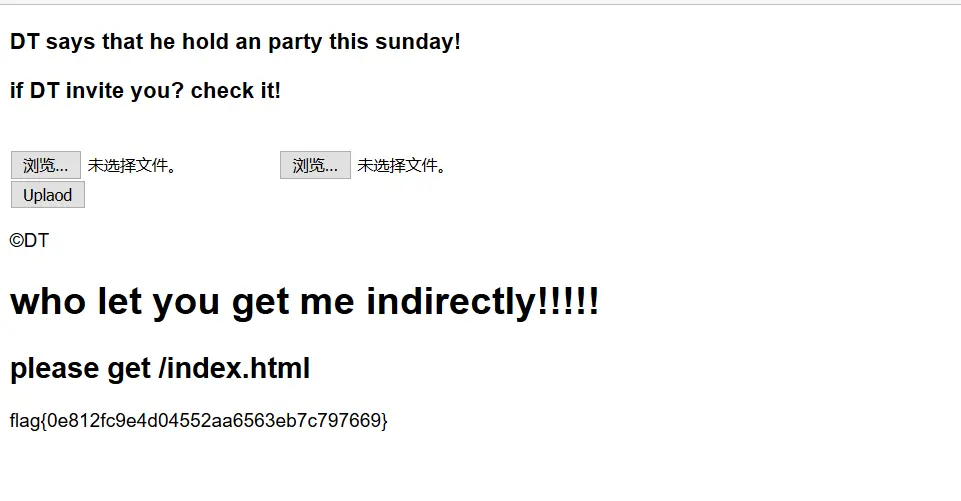 DT says that he hold an party this sunday!
if DT invite you? check it!
浏览... 未选择文件。 浏览... 未选择文件。
Uplaod
©DT
who let you get me indirectly!!!!!
please get /index.html
flag{0e812fc9e4d04552aa6563eb7c797669}